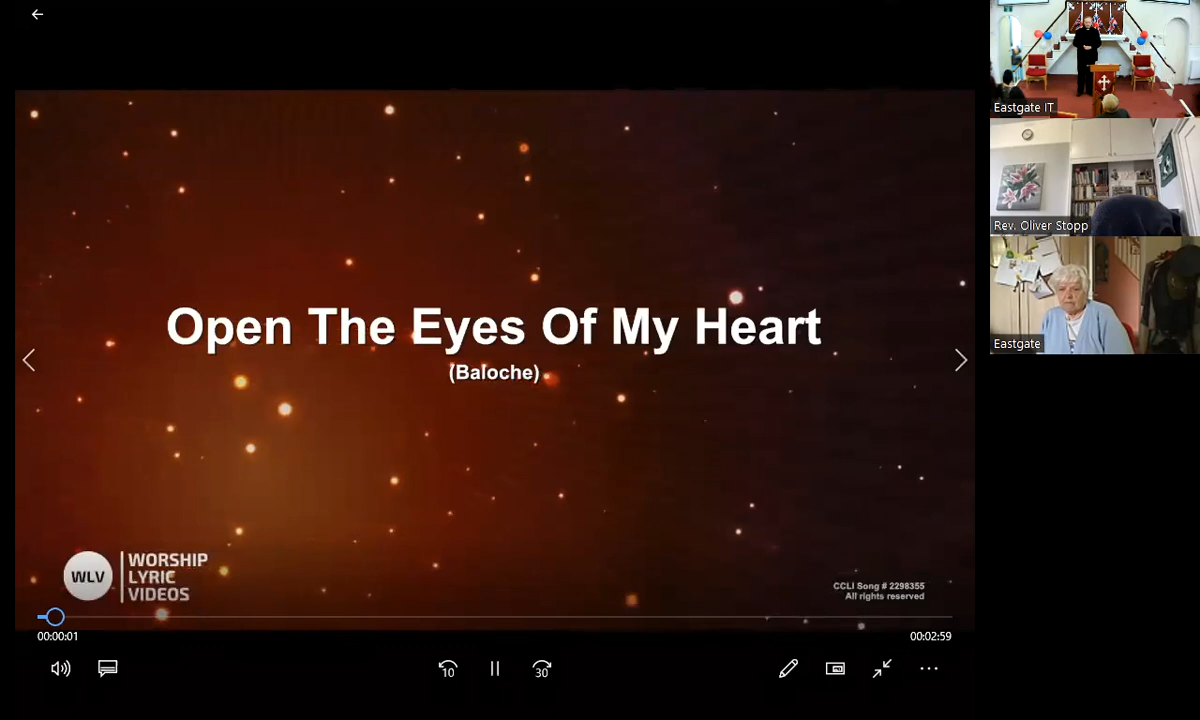 Open The Eyes Of My Heart
(Baloche)
WLV
WORSHIP
LYRIC
VIDEOS
CCLI Song # 2298355
All rights reserved
00:00:01
00:02:59
10
30
Eastgate IT
Rev. Oliver Stopp
Eastgate